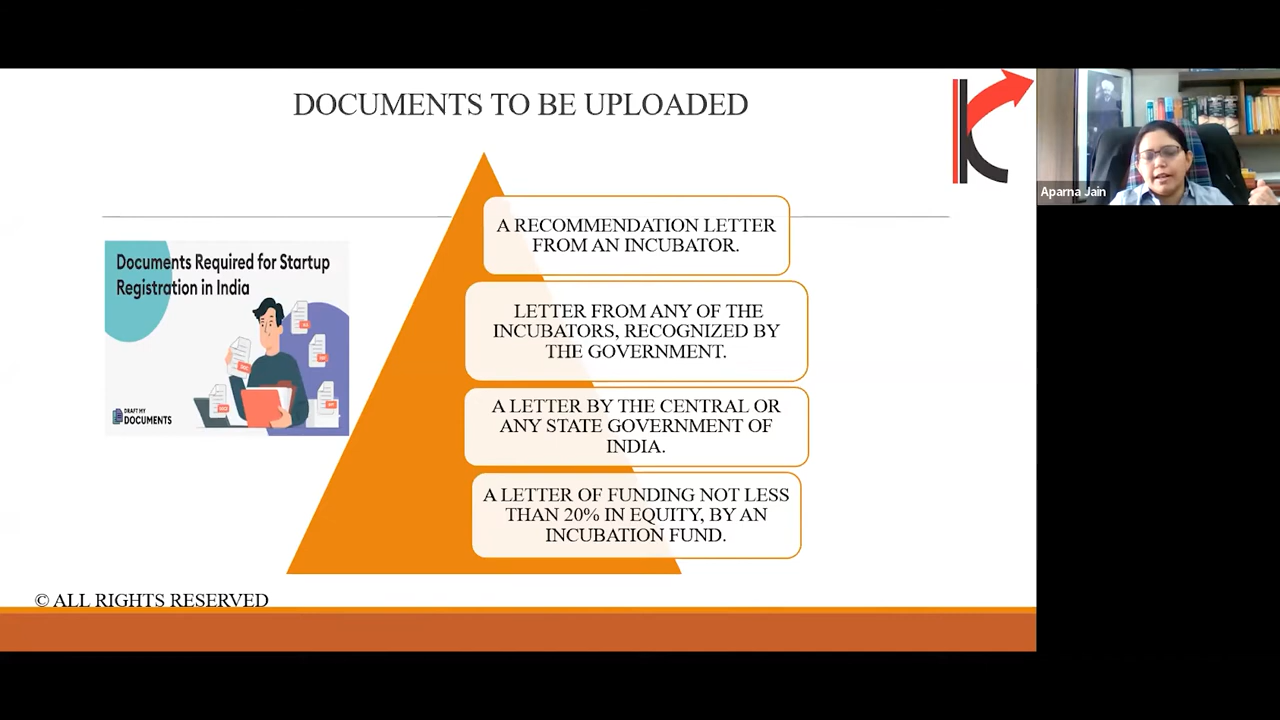 DOCUMENTS TO BE UPLOADED
Aparna Jain
A RECOMMENDATION LETTER
FROM AN INCUBATOR.
Documents Required for Startup
Registration in India
DRAFT MY
DOCUMENTS
LETTER FROM ANY OF THE
INCUBATORS, RECOGNIZED BY
THE GOVERNMENT.
A LETTER BY THE CENTRAL OR
ANY STATE GOVERNMENT OF
INDIA.
A LETTER OF FUNDING NOT LESS
THAN 20% IN EQUITY, BY AN
INCUBATION FUND.
© ALL RIGHTS RESERVED